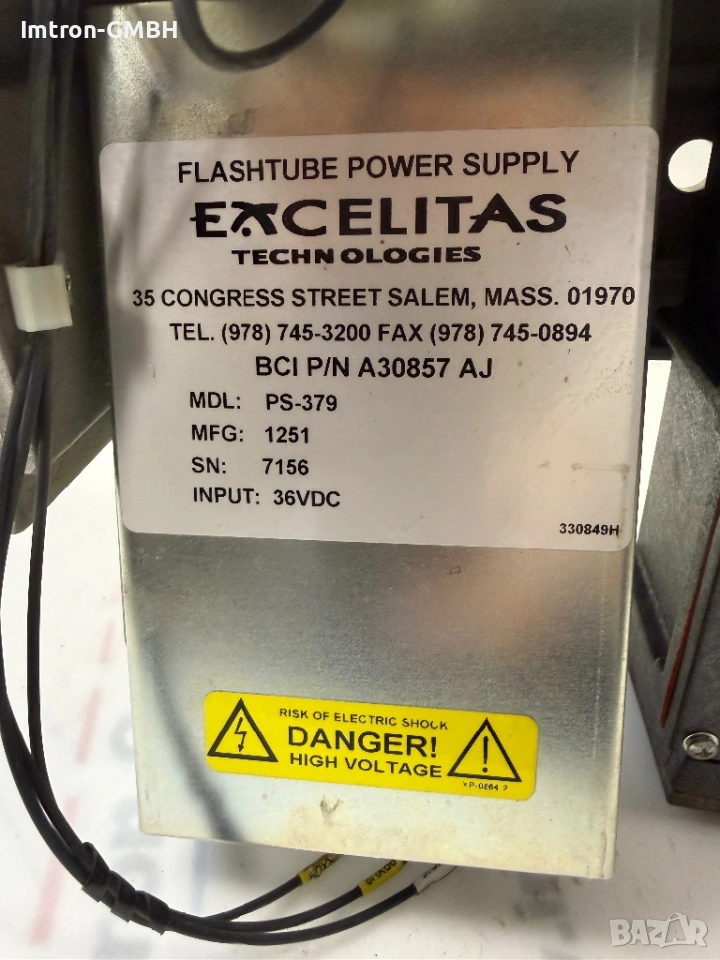 Imtron-GMBH
FLASHTUBE POWER SUPPLY
EXCELITAS
TECHNOLOGIES
35 CONGRESS STREET SALEM, MASS. 01970
TEL. (978) 745-3200 FAX (978) 745-0894
BCI P/N A30857 AJ
MDL: PS-379
MFG: 1251
SN: 7156
INPUT: 36VDC
330849H
RISK OF ELECTRIC SHOCK
DANGER!
HIGH VOLTAGE
BAZAR